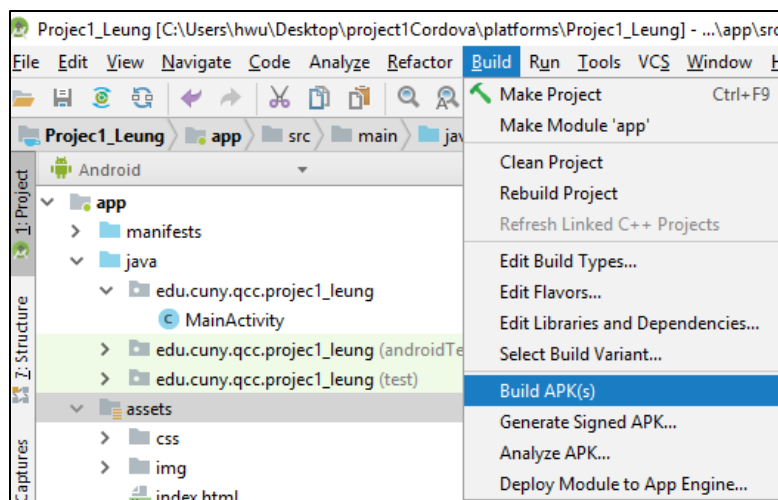 Projec1_Leung [C:\Users\hwu\Desktop\project1Cordova\platforms\Projec1_Leung] - ...\app\src
File Edit View Navigate Code Analyze Refactor Build Run Tools VCS Window H
Projec1_Leung app src main jav
Android
1: Project
7: Structure
Captures
app
manifests
java
edu.cuny.qcc.projec1_leung
C MainActivity
edu.cuny.qcc.projec1_leung (androidTe
edu.cuny.qcc.projec1_leung (test)
assets
css
img
index.html
Make Project Ctrl+F9
Make Module 'app'
Clean Project
Rebuild Project
Refresh Linked C++ Projects
Edit Build Types...
Edit Flavors...
Edit Libraries and Dependencies...
Select Build Variant...
Build APK(s)
Generate Signed APK...
Analyze APK...
Deploy Module to App Engine...